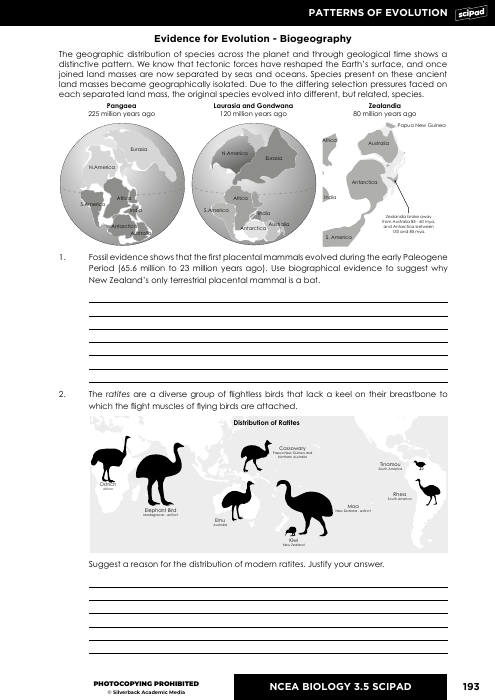 PATTERNS OF EVOLUTION
scipad
Evidence for Evolution - Biogeography
The geographic distribution of species across the planet and through geological time shows a
distinctive pattern. We know that tectonic forces have reshaped the Earth's surface, and once
joined land masses are now separated by seas and oceans. Species present on these ancient
land masses became geographically isolated. Due to the differing selection pressures faced on
each separated land mass, the original species evolved into different, but related, species.
Pangaea
225 million years ago
Laurasia and Gondwana
120 million years ago
Zealandia
80 million years ago
Eurasia
N.America
S.America
Africa
India
Antarctica
Australia
N.America
Eurasia
Africa
S.America
India
Australia
Antarctica
Papua New Guinea
Africa
Australia
Antarctica
India
S. America
Zealandia broke away
from Australia 85 - 60 mya,
and Antarctica between
130 and 85 mya.
1. Fossil evidence shows that the first placental mammals evolved during the early Paleogene
Period (65.6 million to 23 million years ago). Use biographical evidence to suggest why
New Zealand's only terrestrial placental mammal is a bat.
2. The ratites are a diverse group of flightless birds that lack a keel on their breastbone to
which the flight muscles of flying birds are attached.
Distribution of Ratites
Ostrich
Africa
Elephant Bird
Madagascar - extinct
Cassowary
Papua New Guinea and
Northern Australia
Emu
Australia
Moa
New Zealand - extinct
Kiwi
New Zealand
Tinamou
South America
Rhea
South America
Suggest a reason for the distribution of modern ratites. Justify your answer.
PHOTOCOPYING PROHIBITED
© Silverback Academic Media
NCEA BIOLOGY 3.5 SCIPAD
193